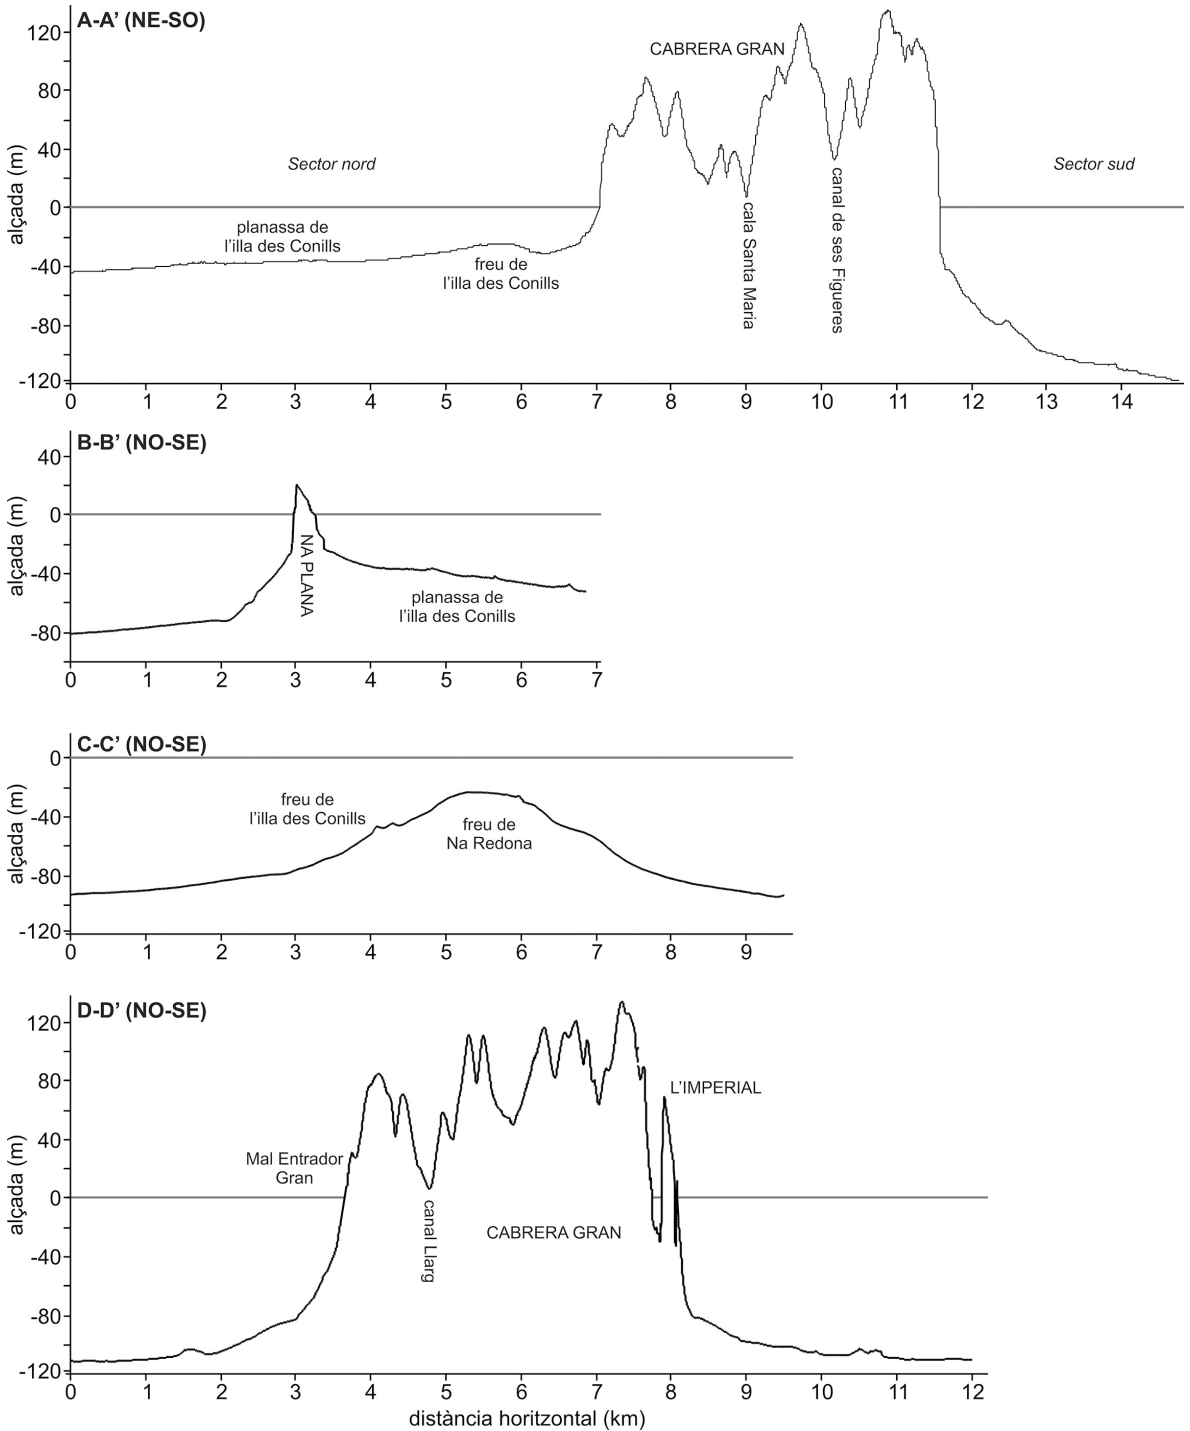 A-A’ (NE-SO)
120
80
40
0
-40
-80
-120
alçada (m)
CABRERA GRAN
Sector nord
Sector sud
planassa de
l’illa des Conills
freu de
l’illa des Conills
cala Santa Maria
canal de ses Figueres
0 1 2 3 4 5 6 7 8 9 10 11 12 13 14
B-B’ (NO-SE)
40
0
-40
-80
alçada (m)
NA PLANA
planassa de
l’illa des Conills
0 1 2 3 4 5 6 7
C-C’ (NO-SE)
0
-40
-80
-120
alçada (m)
freu de
l’illa des Conills
freu de
Na Redona
0 1 2 3 4 5 6 7 8 9
D-D’ (NO-SE)
120
80
40
0
-40
-80
-120
alçada (m)
L’IMPERIAL
Mal Entrador
Gran
canal Llarg
CABRERA GRAN
0 1 2 3 4 5 6 7 8 9 10 11 12
distància horitzontal (km)